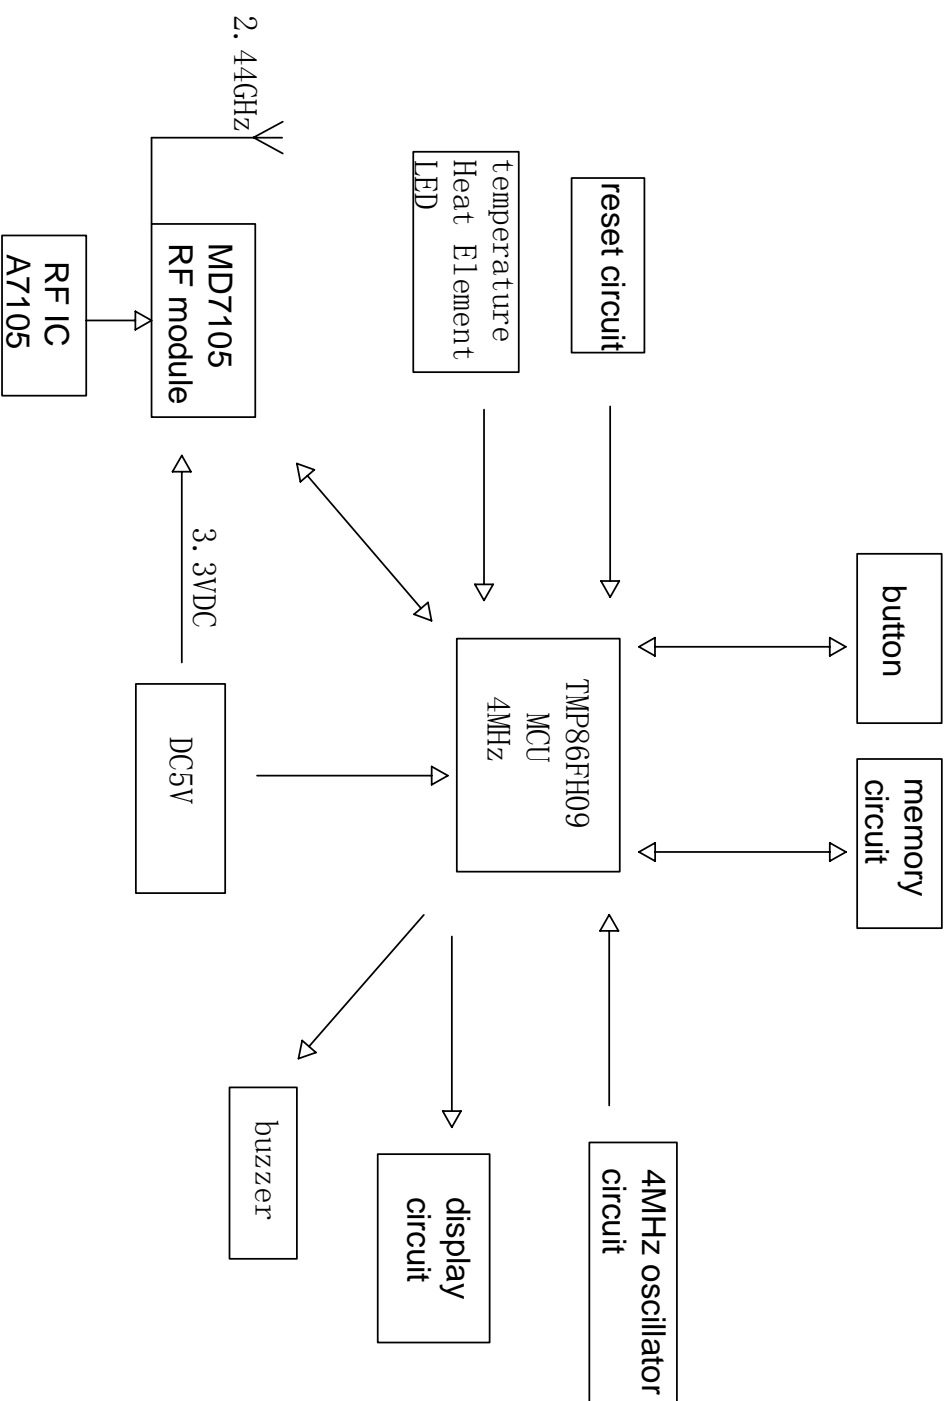 button
memory
circuit
reset circuit
4MHz oscillator
circuit
temperature
Heat Element
LED
TMP86FH09
MCU
4MHz
display
circuit
2.44GHz
MD7105
RF module
3.3VDC
DC5V
buzzer
RF IC
A7105